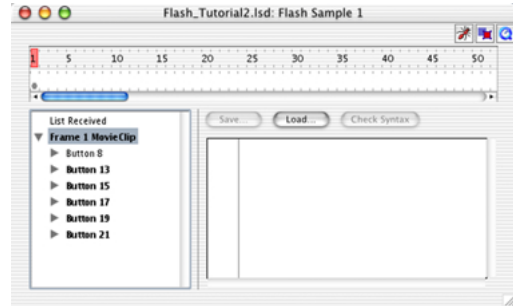 Flash_Tutorial2.lsd: Flash Sample 1
1 5 10 15 20 25 30 35 40 45 50
List Received
Frame 1 MovieClip
Button 8
Button 13
Button 15
Button 17
Button 19
Button 21
Save... Load... Check Syntax